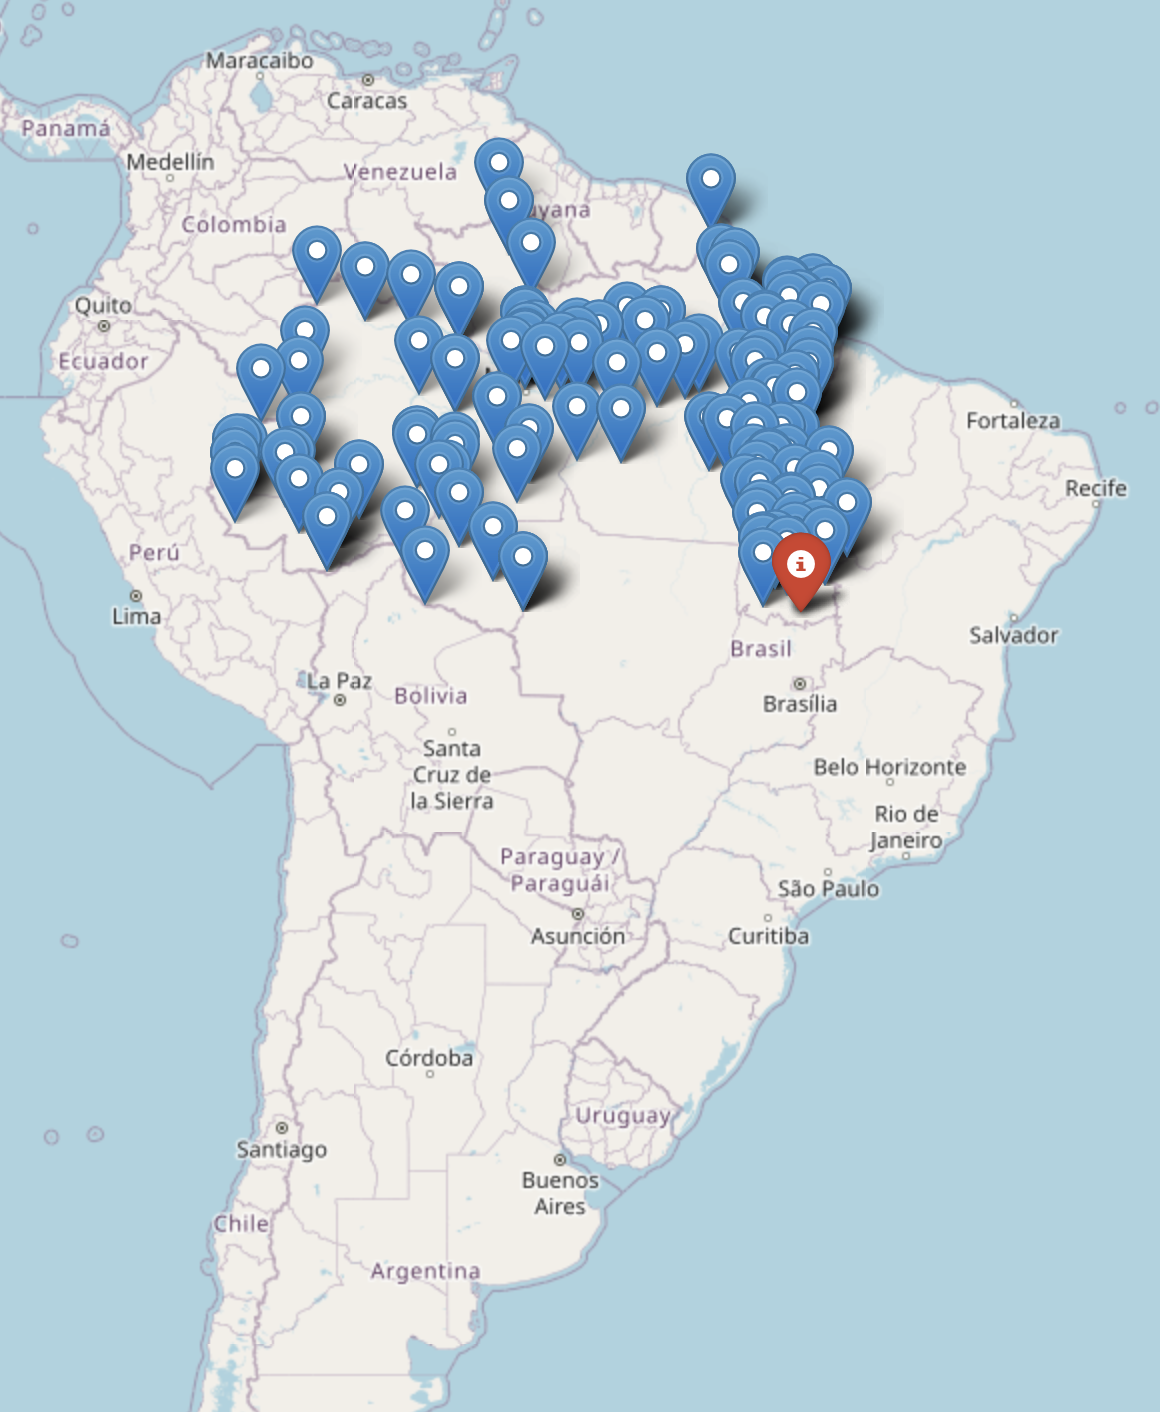 Maracaibo
Caracas
Panamá
Medellín
Venezuela
uyana
Colombia
Quito
Ecuador
Fortaleza
Recife
Perú
Lima
Salvador
Brasil
La Paz
Bolivia
Brasília
Santa
Cruz de
la Sierra
Belo Horizonte
Rio de
Janeiro
Paraguay /
Paraguái
São Paulo
Asunción
Curitiba
Córdoba
Uruguay
Santiago
Buenos
Aires
Chile
Argentina